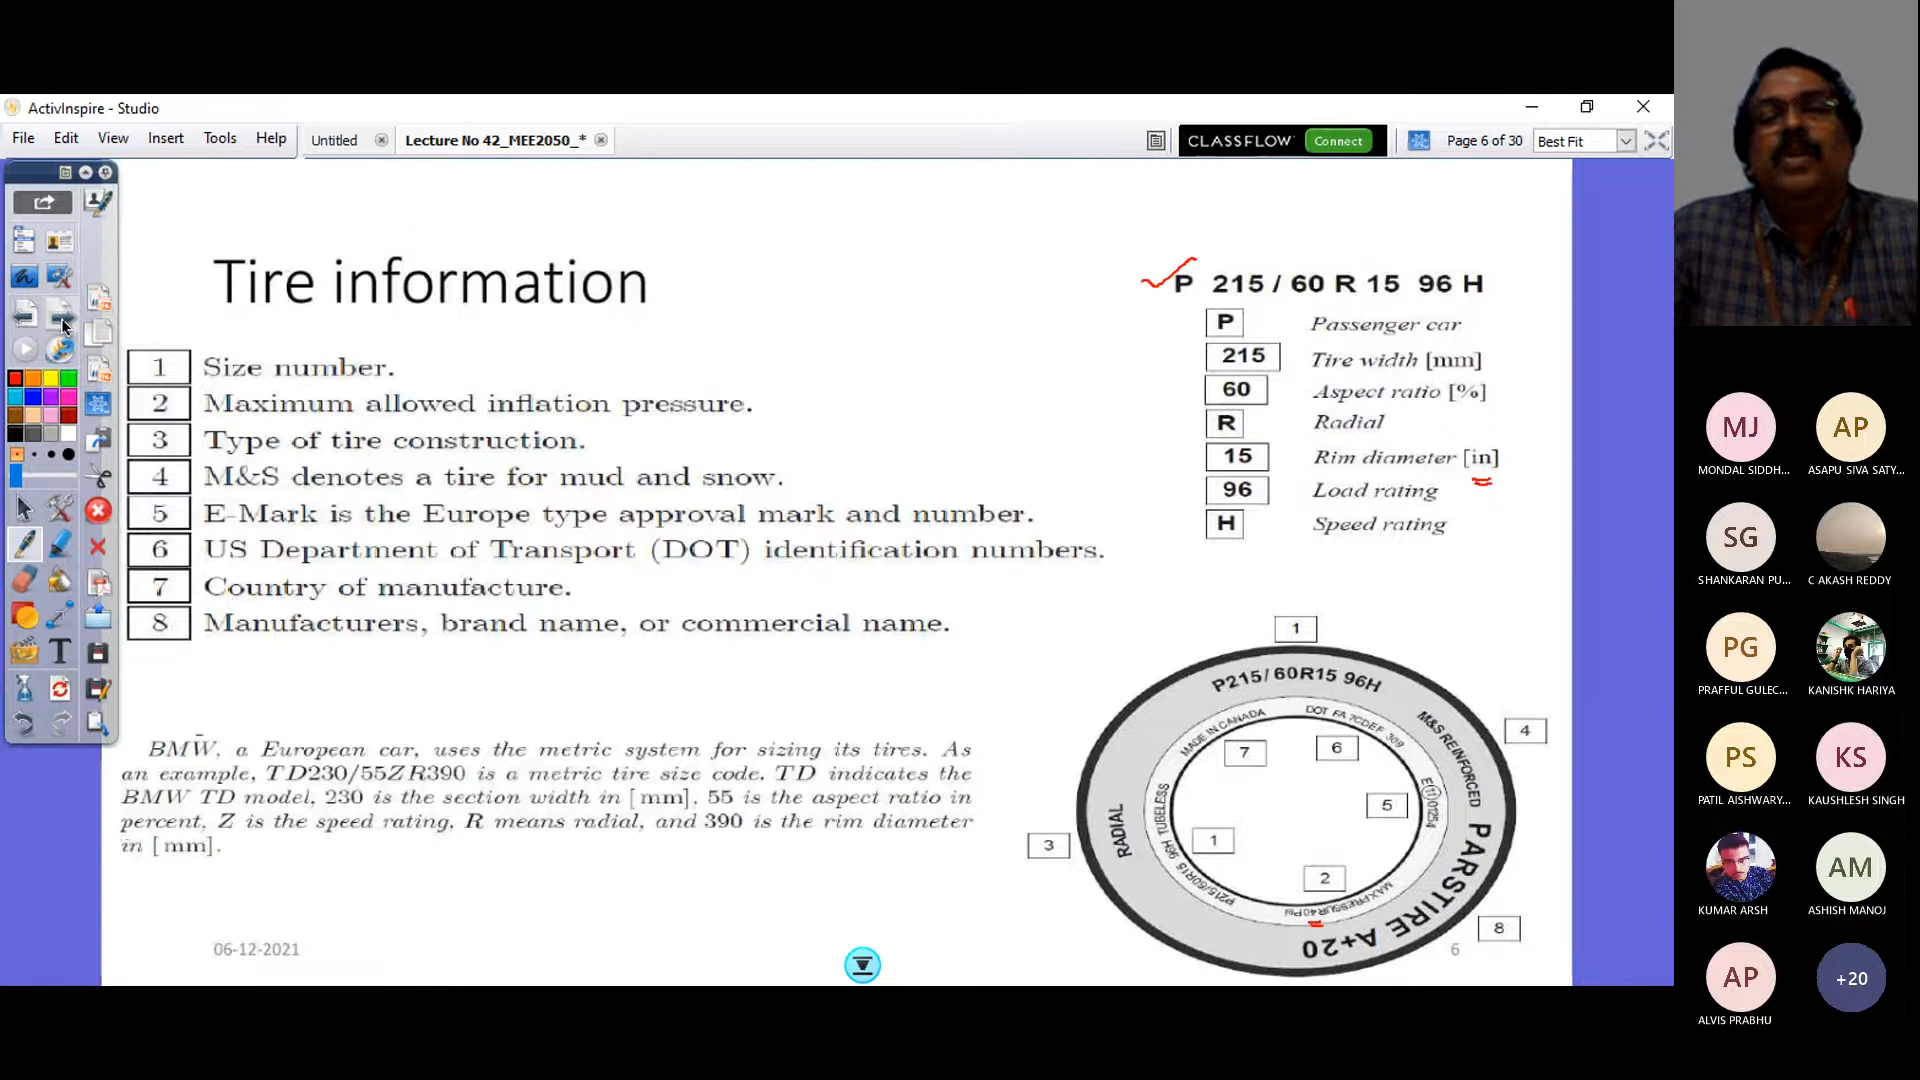 ActivInspire - Studio
File Edit View Insert Tools Help
Untitled
Lecture No 42_MEE2050_*
CLASSFLOW Connect
Page 6 of 30
Best Fit
Tire information
1 Size number.
2 Maximum allowed inflation pressure.
3 Type of tire construction.
4 M&S denotes a tire for mud and snow.
5 E-Mark is the Europe type approval mark and number.
6 US Department of Transport (DOT) identification numbers.
7 Country of manufacture.
8 Manufacturers, brand name, or commercial name.
BMW, a European car, uses the metric system for sizing its tires. As
an example, TD230/55ZR390 is a metric tire size code. TD indicates the
BMW TD model, 230 is the section width in [mm], 55 is the aspect ratio in
percent, Z is the speed rating, R means radial, and 390 is the rim diameter
in [mm].
06-12-2021
P 215 / 60 R 15 96 H
P Passenger car
215 Tire width [mm]
60 Aspect ratio [%]
R Radial
15 Rim diameter [in]
96 Load rating
H Speed rating
1
P215/60R15 96H
MADE IN CANADA
DOT FA 7CDEF 309
M&S REINFORCED
4
7
6
E(11)01254
5
RADIAL
P215/60R15 96H TUBELESS
3
1
2
MAXPRESSUR40PSI
PARSTIRE A+20
8
6
MJ
MONDAL SIDDH...
AP
ASAPU SIVA SATY...
SG
SHANKARAN PU...
C AKASH REDDY
PG
PRAFFUL GULEC...
KANISHK HARIYA
PS
PATIL AISHWARY...
KS
KAUSHLESH SINGH
KUMAR ARSH
AM
ASHISH MANOJ
AP
ALVIS PRABHU
+20